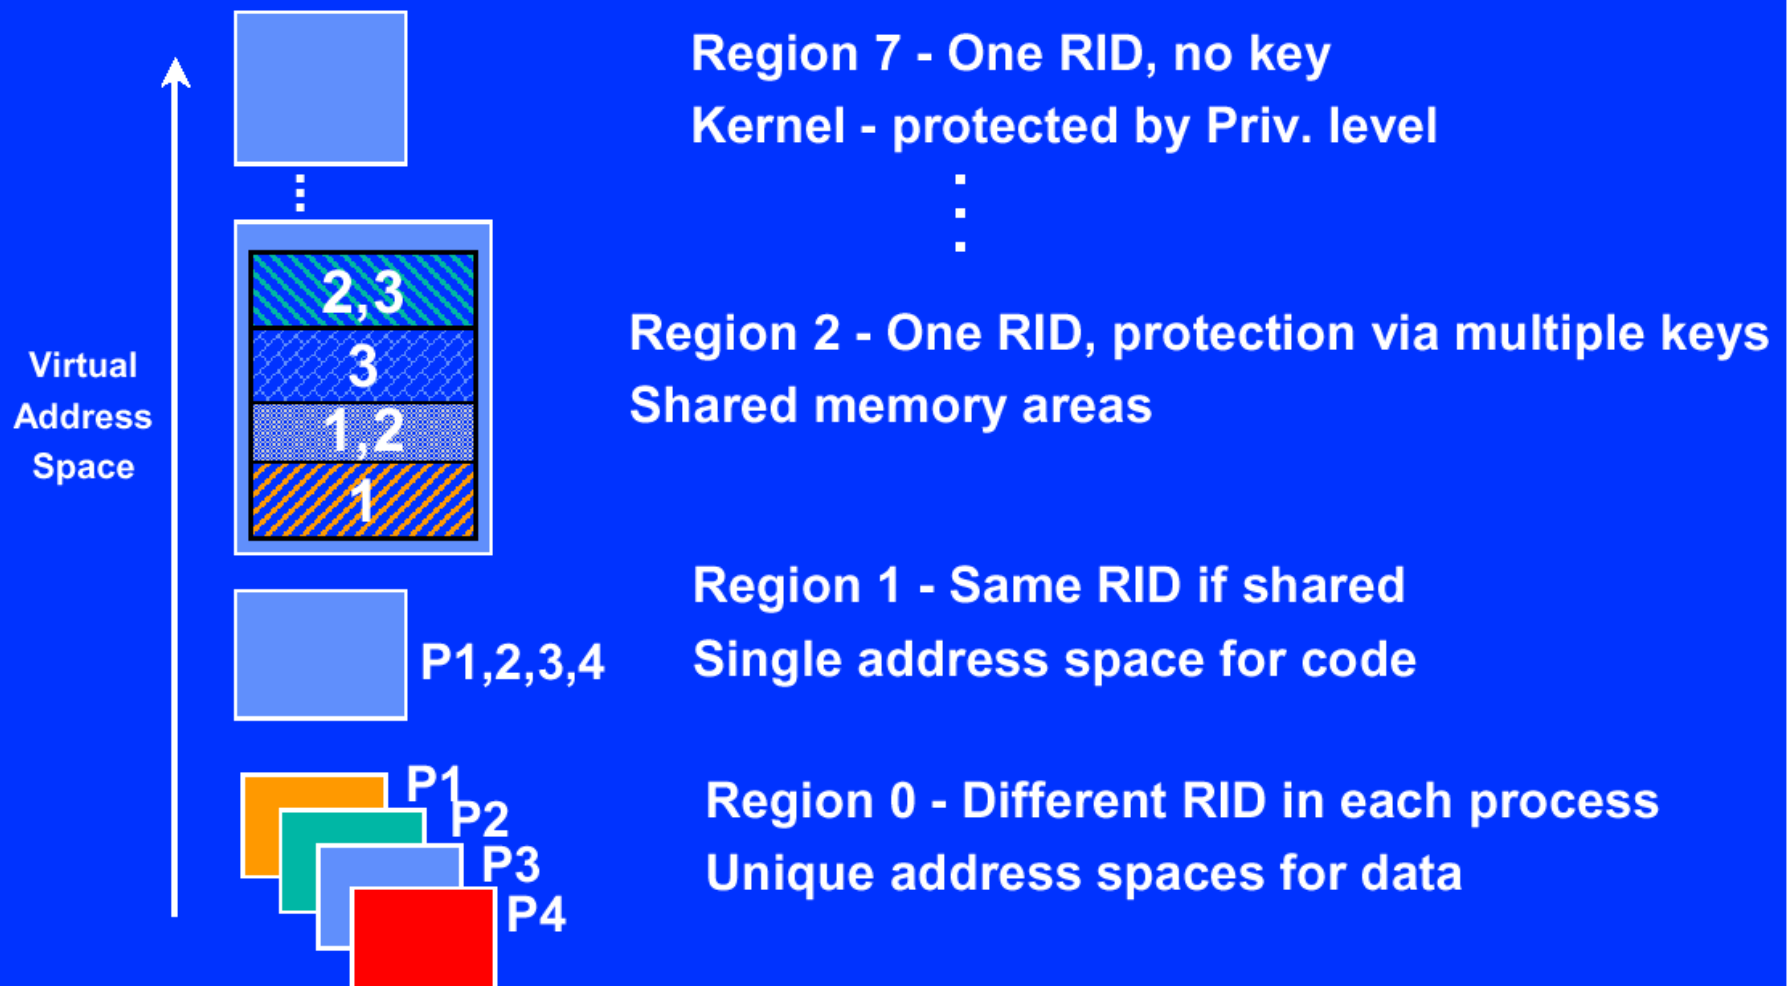 Region 7 - One RID, no key
Kernel - protected by Priv. level
2,3
3
1,2
1
Virtual
Address
Space
Region 2 - One RID, protection via multiple keys
Shared memory areas
P1,2,3,4
Region 1 - Same RID if shared
Single address space for code
P1
P2
P3
P4
Region 0 - Different RID in each process
Unique address spaces for data